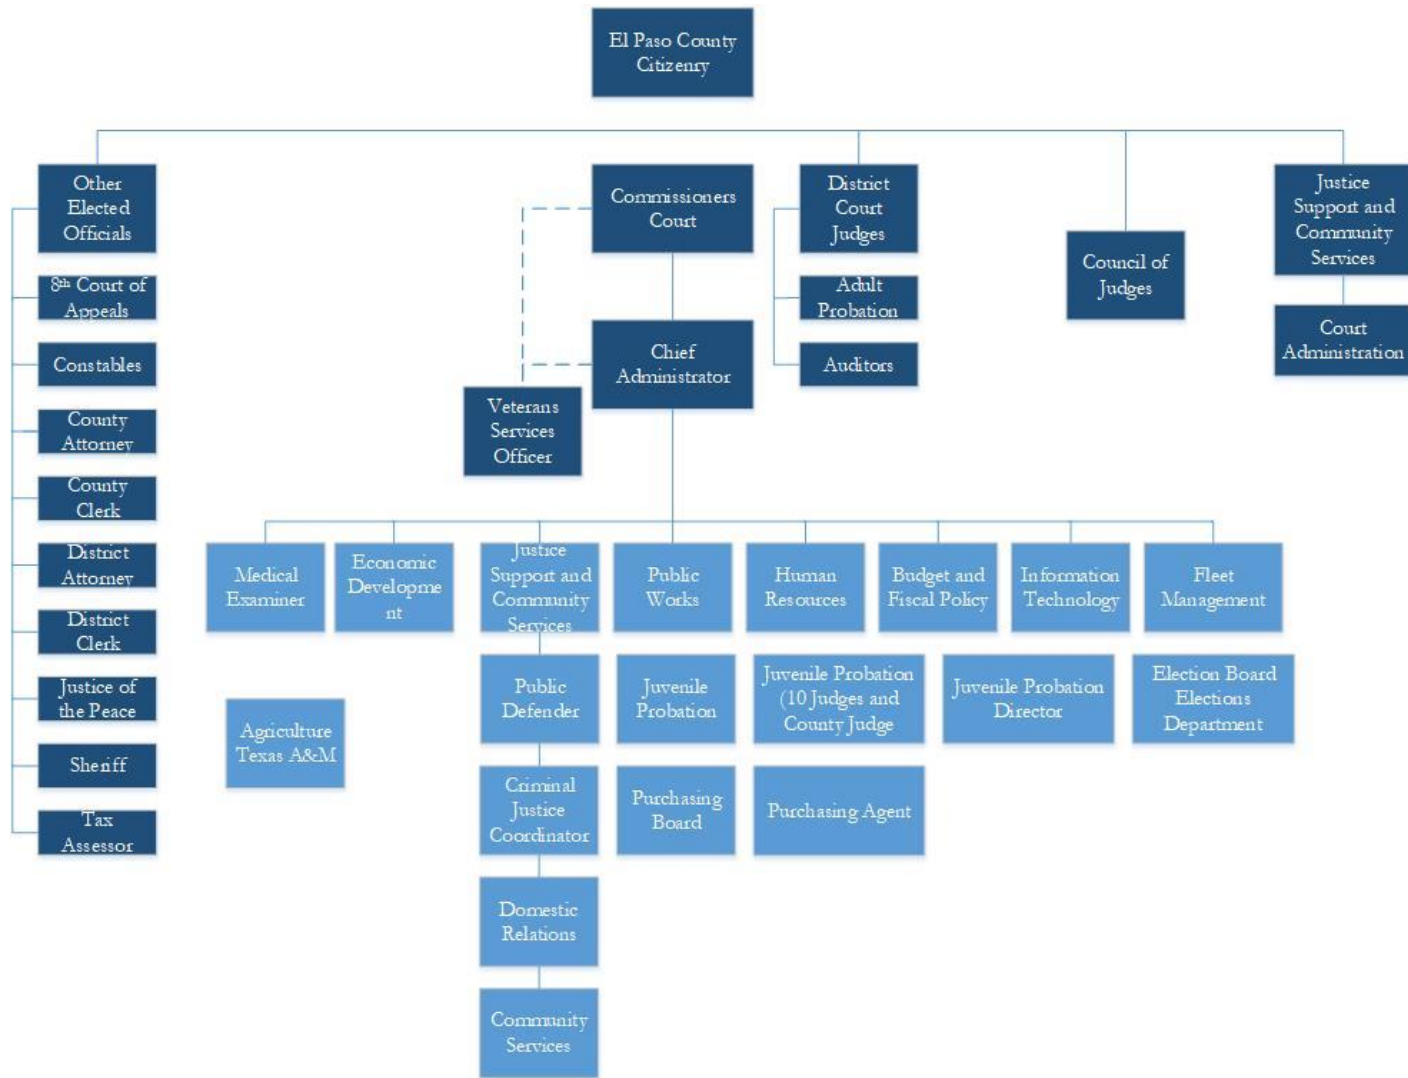 El Paso County
Citizenry
Other
Elected
Officials
Commissioners
Court
District
Court
Judges
Council of
Judges
Justice
Support and
Community
Services
8th Court of
Appeals
Adult
Probation
Court
Administration
Constables
Chief
Administrator
Auditors
County
Attorney
Veterans
Services
Officer
County
Clerk
District
Attorney
District
Clerk
Justice of
the Peace
Sheriff
Tax
Assessor
Medical
Examiner
Economic
Developme
nt
Justice
Support and
Community
Services
Public
Works
Human
Resources
Budget and
Fiscal Policy
Information
Technology
Fleet
Management
Agriculture
Texas A&M
Public
Defender
Juvenile
Probation
Juvenile Probation
(10 Judges and
County Judge
Juvenile Probation
Director
Election Board
Elections
Department
Criminal
Justice
Coordinator
Purchasing
Board
Purchasing Agent
Domestic
Relations
Community
Services